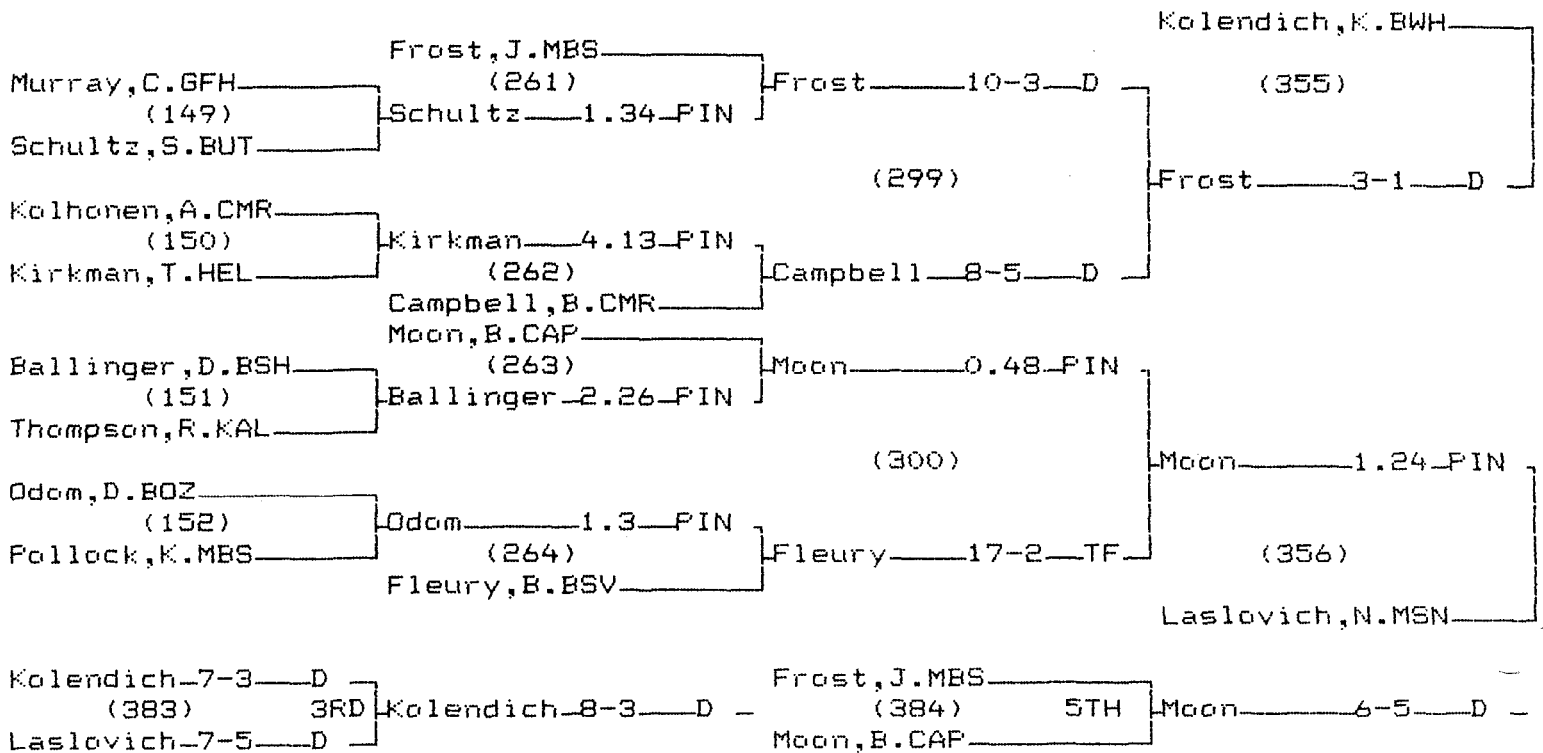 Kolendich,K.BWH
Frost,J.MBS
Murray,C.GFH (261) Frost 10-3 D (355)
(149) Schultz 1.34 PIN
Schultz,S.BUT
(299) Frost 3-1 D
Kolhonen,A.CMR
(150) Kirkman 4.13 PIN
Kirkman,T.HEL (262) Campbell 8-5 D
Campbell,B.CMR
Moon,B.CAP
Ballinger,D.BSH (263) Moon 0.48 PIN
(151) Ballinger 2.26 PIN
Thompson,R.KAL
(300) Moon 1.24 PIN
Odom,D.BOZ
(152) Odom 1.3 PIN
Pollock,K.MBS (264) Fleury 17-2 TF (356)
Fleury,B.BSV
Laslovich,N.MSN
Kolendich 7-3 D Frost,J.MBS
(383) 3RD Kolendich 8-3 D (384) 5TH Moon 6-5 D
Laslovich 7-5 D Moon,B.CAP